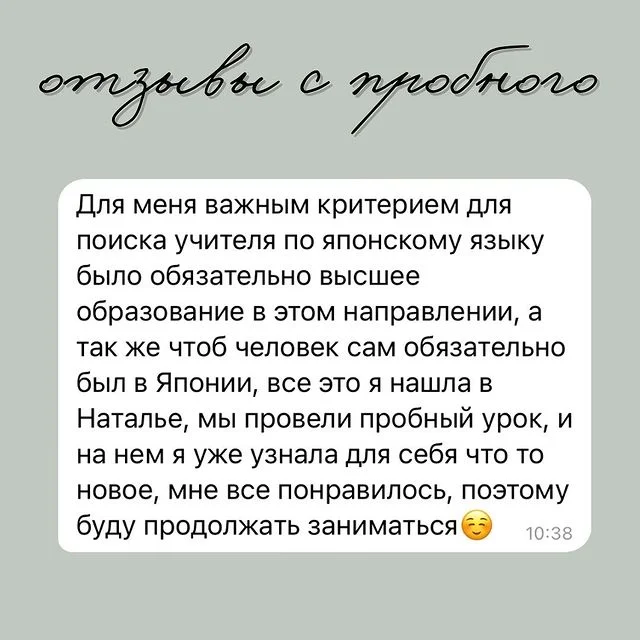 отзывы с пробного
Для меня важным критерием для
поиска учителя по японскому языку
было обязательно высшее
образование в этом направлении, а
так же чтоб человек сам обязательно
был в Японии, все это я нашла в
Наталье, мы провели пробный урок, и
на нем я уже узнала для себя что то
новое, мне все понравилось, поэтому
буду продолжать заниматься☺️ 10:38